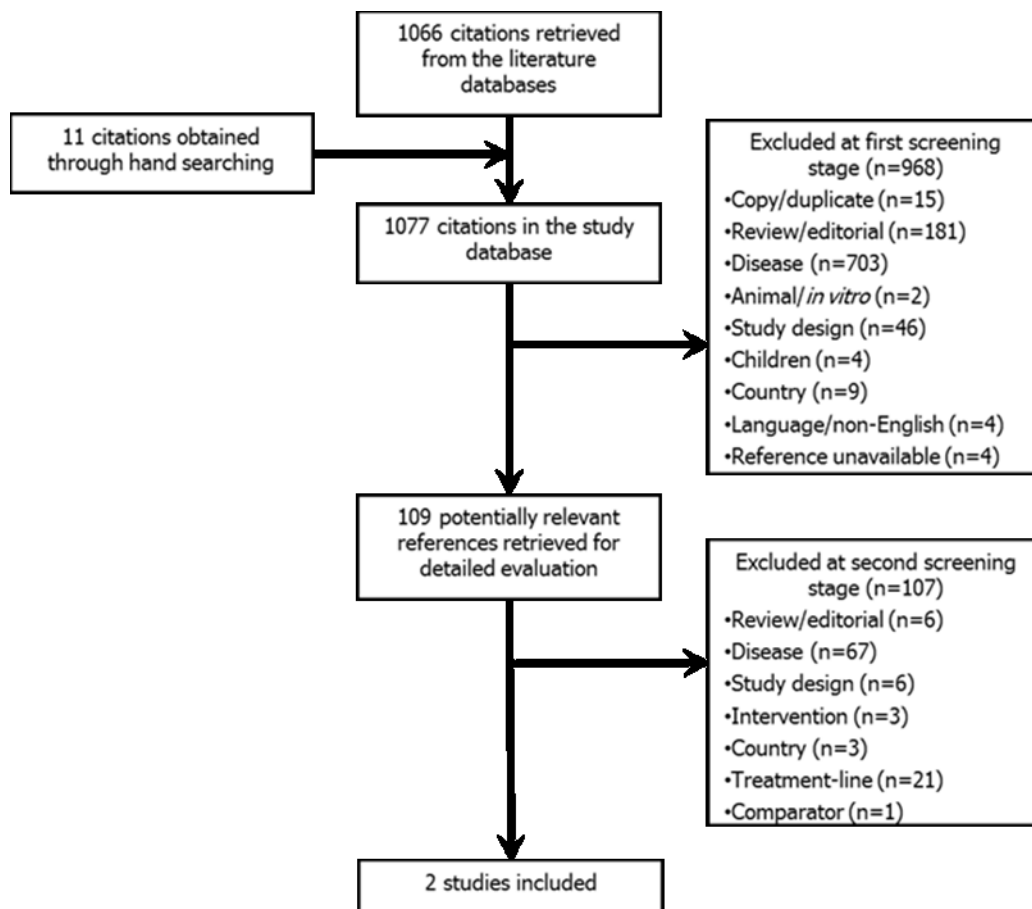 1066 citations retrieved
from the literature
databases
11 citations obtained
through hand searching
1077 citations in the study
database
Excluded at first screening
stage (n=968)
•Copy/duplicate (n=15)
•Review/editorial (n=181)
•Disease (n=703)
•Animal/in vitro (n=2)
•Study design (n=46)
•Children (n=4)
•Country (n=9)
•Language/non-English (n=4)
•Reference unavailable (n=4)
109 potentially relevant
references retrieved for
detailed evaluation
Excluded at second screening
stage (n=107)
•Review/editorial (n=6)
•Disease (n=67)
•Study design (n=6)
•Intervention (n=3)
•Country (n=3)
•Treatment-line (n=21)
•Comparator (n=1)
2 studies included